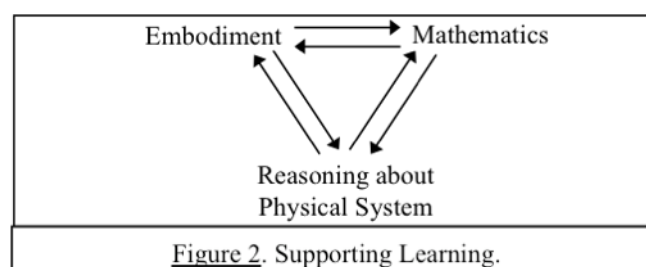 Embodiment Mathematics
Reasoning about
Physical System
Figure 2. Supporting Learning.